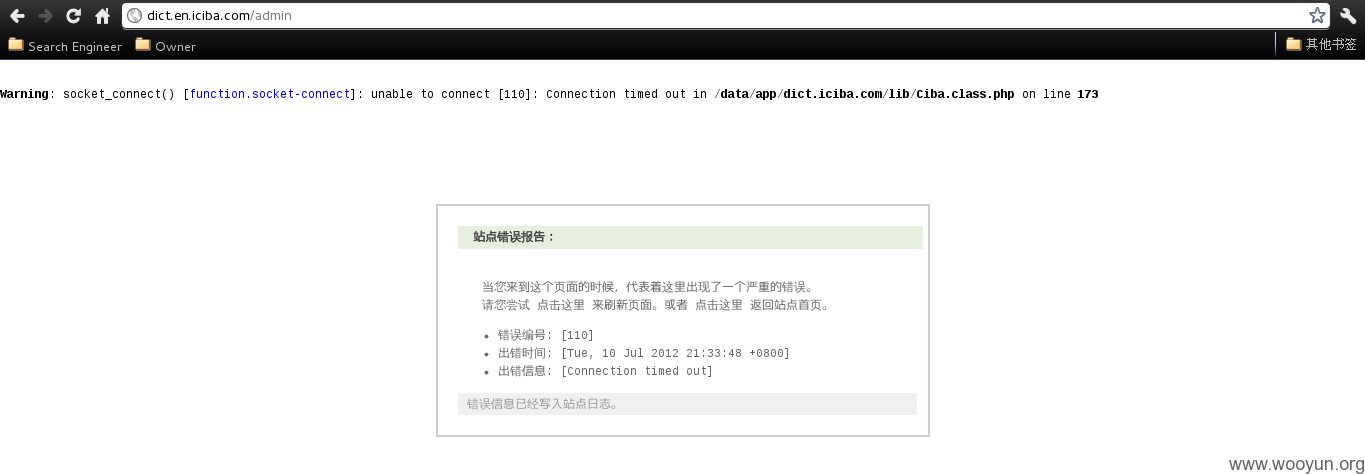 dict.en.iciba.com/admin
Search Engineer Owner 其他书签
Warning: socket_connect() [function.socket-connect]: unable to connect [110]: Connection timed out in /data/app/dict.iciba.com/lib/Ciba.class.php on line 173
站点错误报告：
当您来到这个页面的时候，代表着这里出现了一个严重的错误。
请您尝试 点击这里 来刷新页面。或者 点击这里 返回站点首页。
• 错误编号: [110]
• 出错时间: [Tue, 10 Jul 2012 21:33:48 +0800]
• 出错信息: [Connection timed out]
错误信息已经写入站点日志。
www.wooyun.org